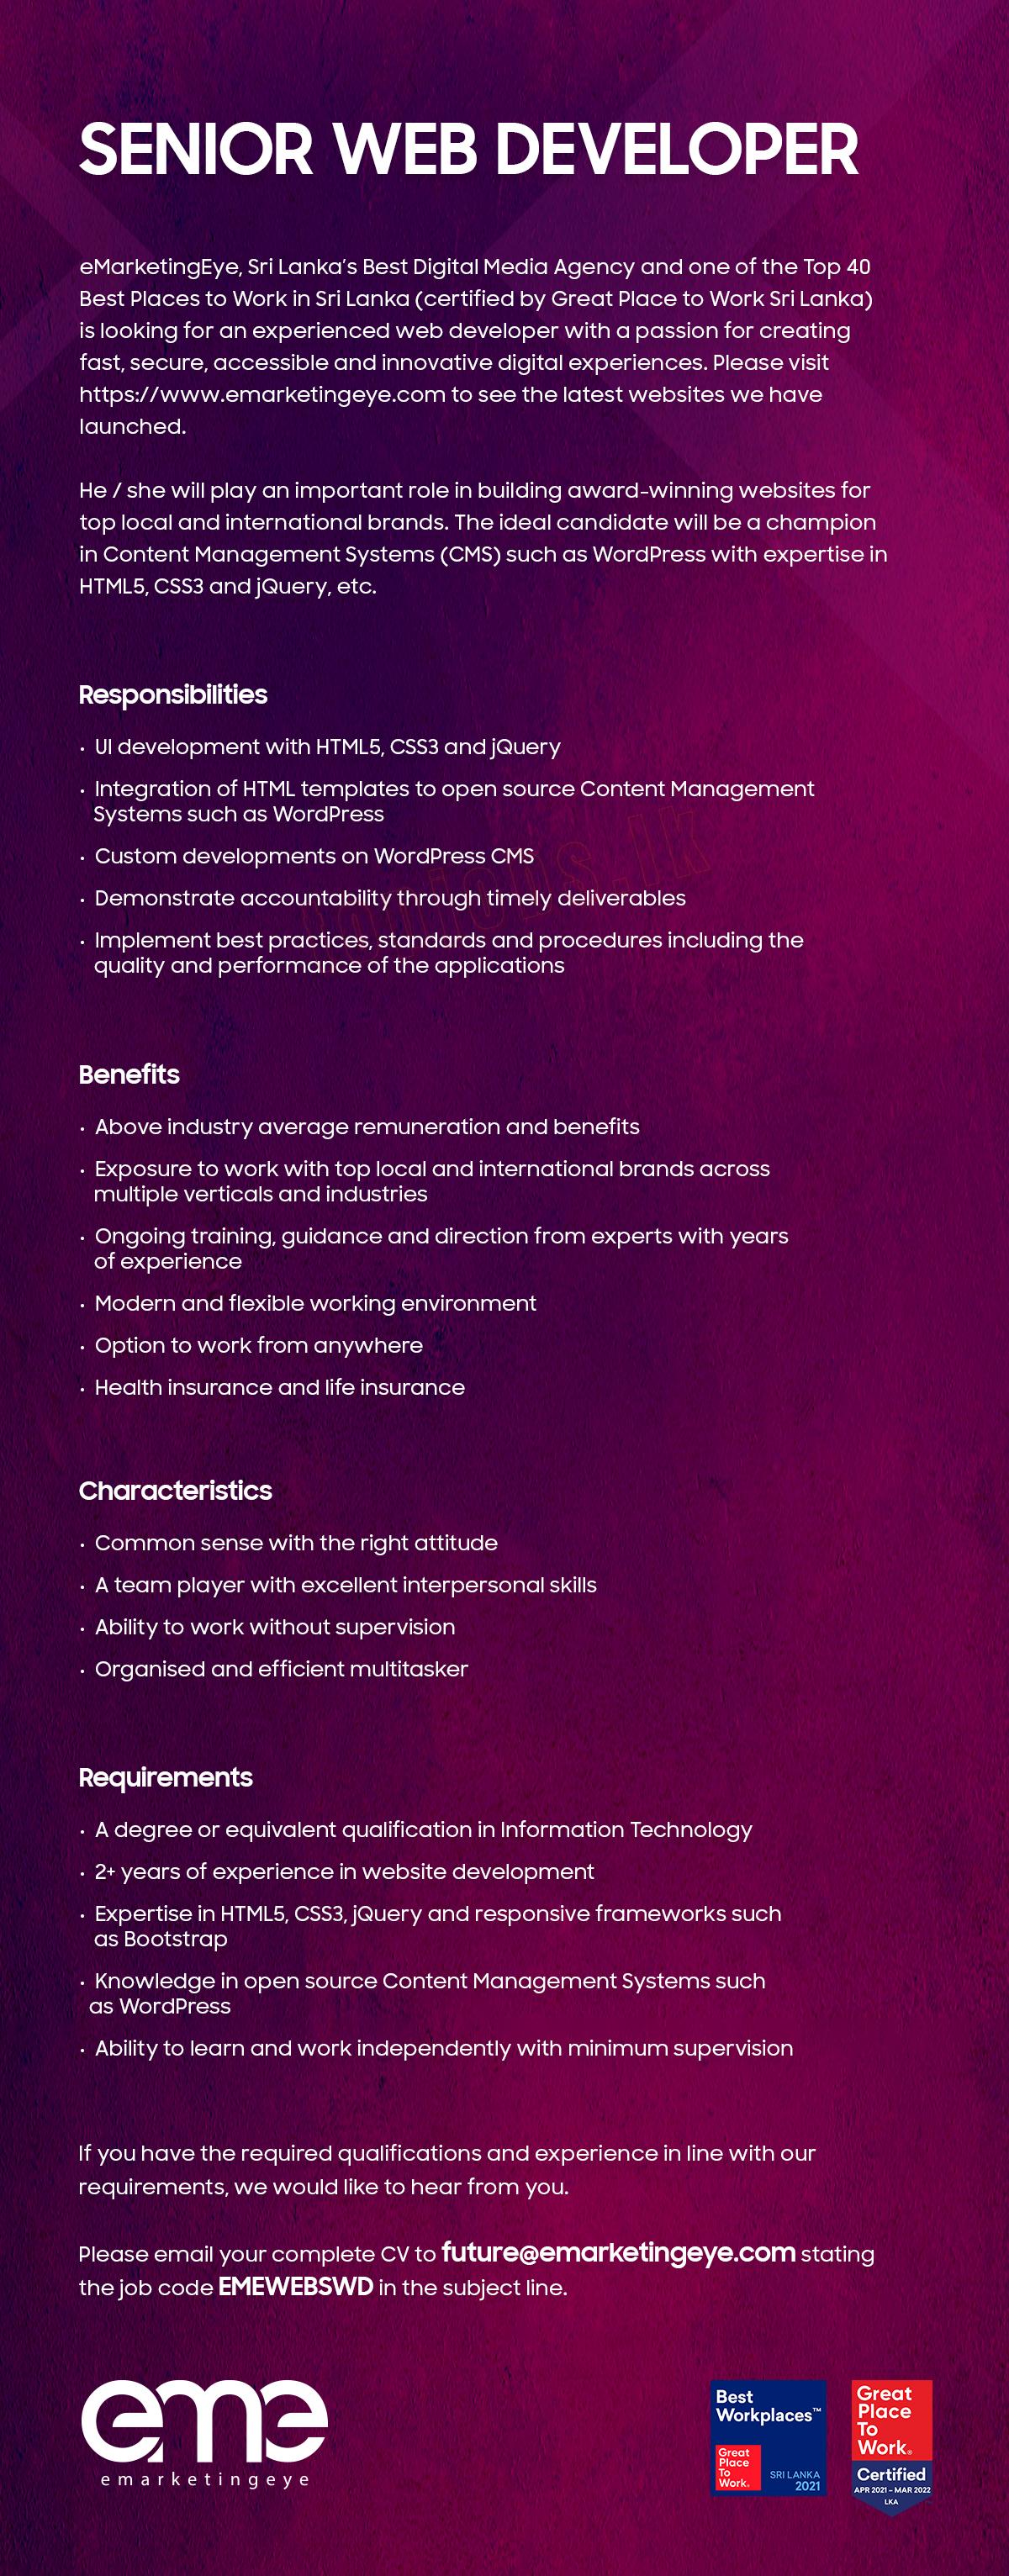 SENIOR WEB DEVELOPER
eMarketingEye, Sri Lanka's Best Digital Media Agency and one of the Top 40
Best Places to Work in Sri Lanka (certified by Great Place to Work Sri Lanka)
is looking for an experienced web developer with a passion for creating
fast, secure, accessible and innovative digital experiences. Please visit
https://www.emarketingeye.com to see the latest websites we have
launched.
He / she will play an important role in building award-winning websites for
top local and international brands. The ideal candidate will be a champion
in Content Management Systems (CMS) such as WordPress with expertise in
HTML5, CSS3 and jQuery, etc.
Responsibilities
• UI development with HTML5, CSS3 and jQuery
• Integration of HTML templates to open source Content Management
Systems such as WordPress
• Custom developments on WordPress CMS
• Demonstrate accountability through timely deliverables
• Implement best practices, standards and procedures including the
quality and performance of the applications
Benefits
• Above industry average remuneration and benefits
• Exposure to work with top local and international brands across
multiple verticals and industries
• Ongoing training, guidance and direction from experts with years
of experience
• Modern and flexible working environment
• Option to work from anywhere
• Health insurance and life insurance
Characteristics
• Common sense with the right attitude
• A team player with excellent interpersonal skills
• Ability to work without supervision
• Organised and efficient multitasker
Requirements
• A degree or equivalent qualification in Information Technology
• 2+ years of experience in website development
• Expertise in HTML5, CSS3, jQuery and responsive frameworks such
as Bootstrap
• Knowledge in open source Content Management Systems such
as WordPress
• Ability to learn and work independently with minimum supervision
If you have the required qualifications and experience in line with our
requirements, we would like to hear from you.
Please email your complete CV to future@emarketingeye.com stating
the job code EMEWEBSWD in the subject line.
eme
emarketingeye
Best
Workplaces™
Great
Place
To
Work®
SRI LANKA
2021
Great
Place
To
Work®
Certified
APR 2021 – MAR 2022
LKA